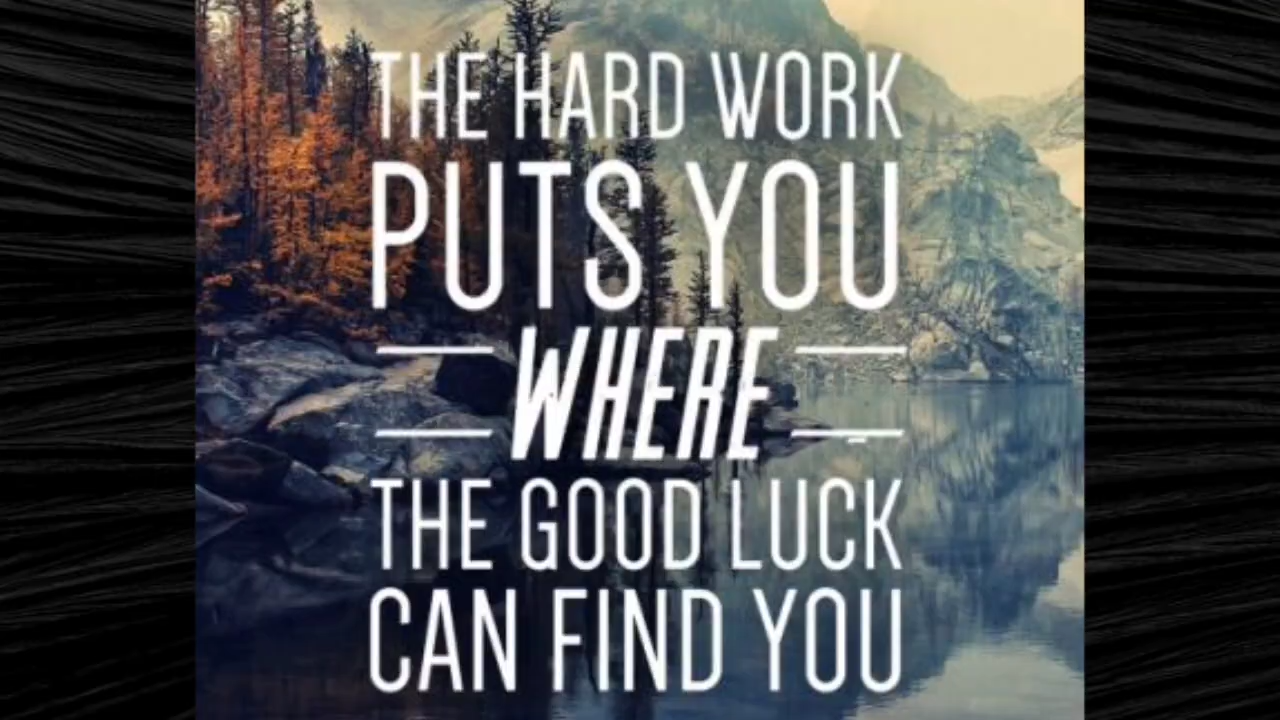 THE HARD WORK
PUTS YOU
WHERE
THE GOOD LUCK
CAN FIND YOU